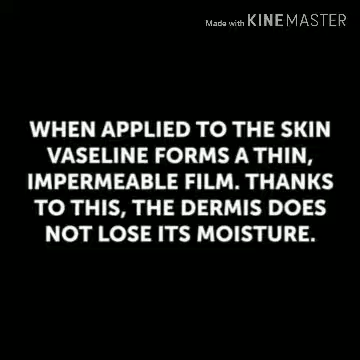 Made with KINEMASTER
WHEN APPLIED TO THE SKIN
VASELINE FORMS A THIN,
IMPERMEABLE FILM. THANKS
TO THIS, THE DERMIS DOES
NOT LOSE ITS MOISTURE.